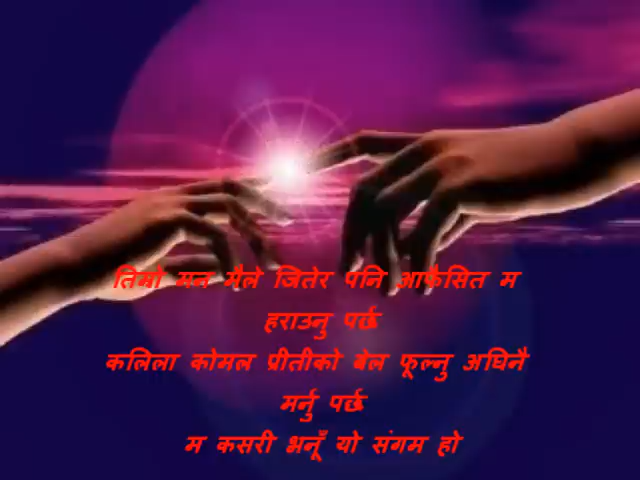 तिम्रो मन मैले जितेर पनि आफैसित म
हराउनु पर्छ
कलिला कोमल प्रीतीको बेल फूल्नु अघिनै
मर्नु पर्छ
म कसरी भनूँ यो संगम हो